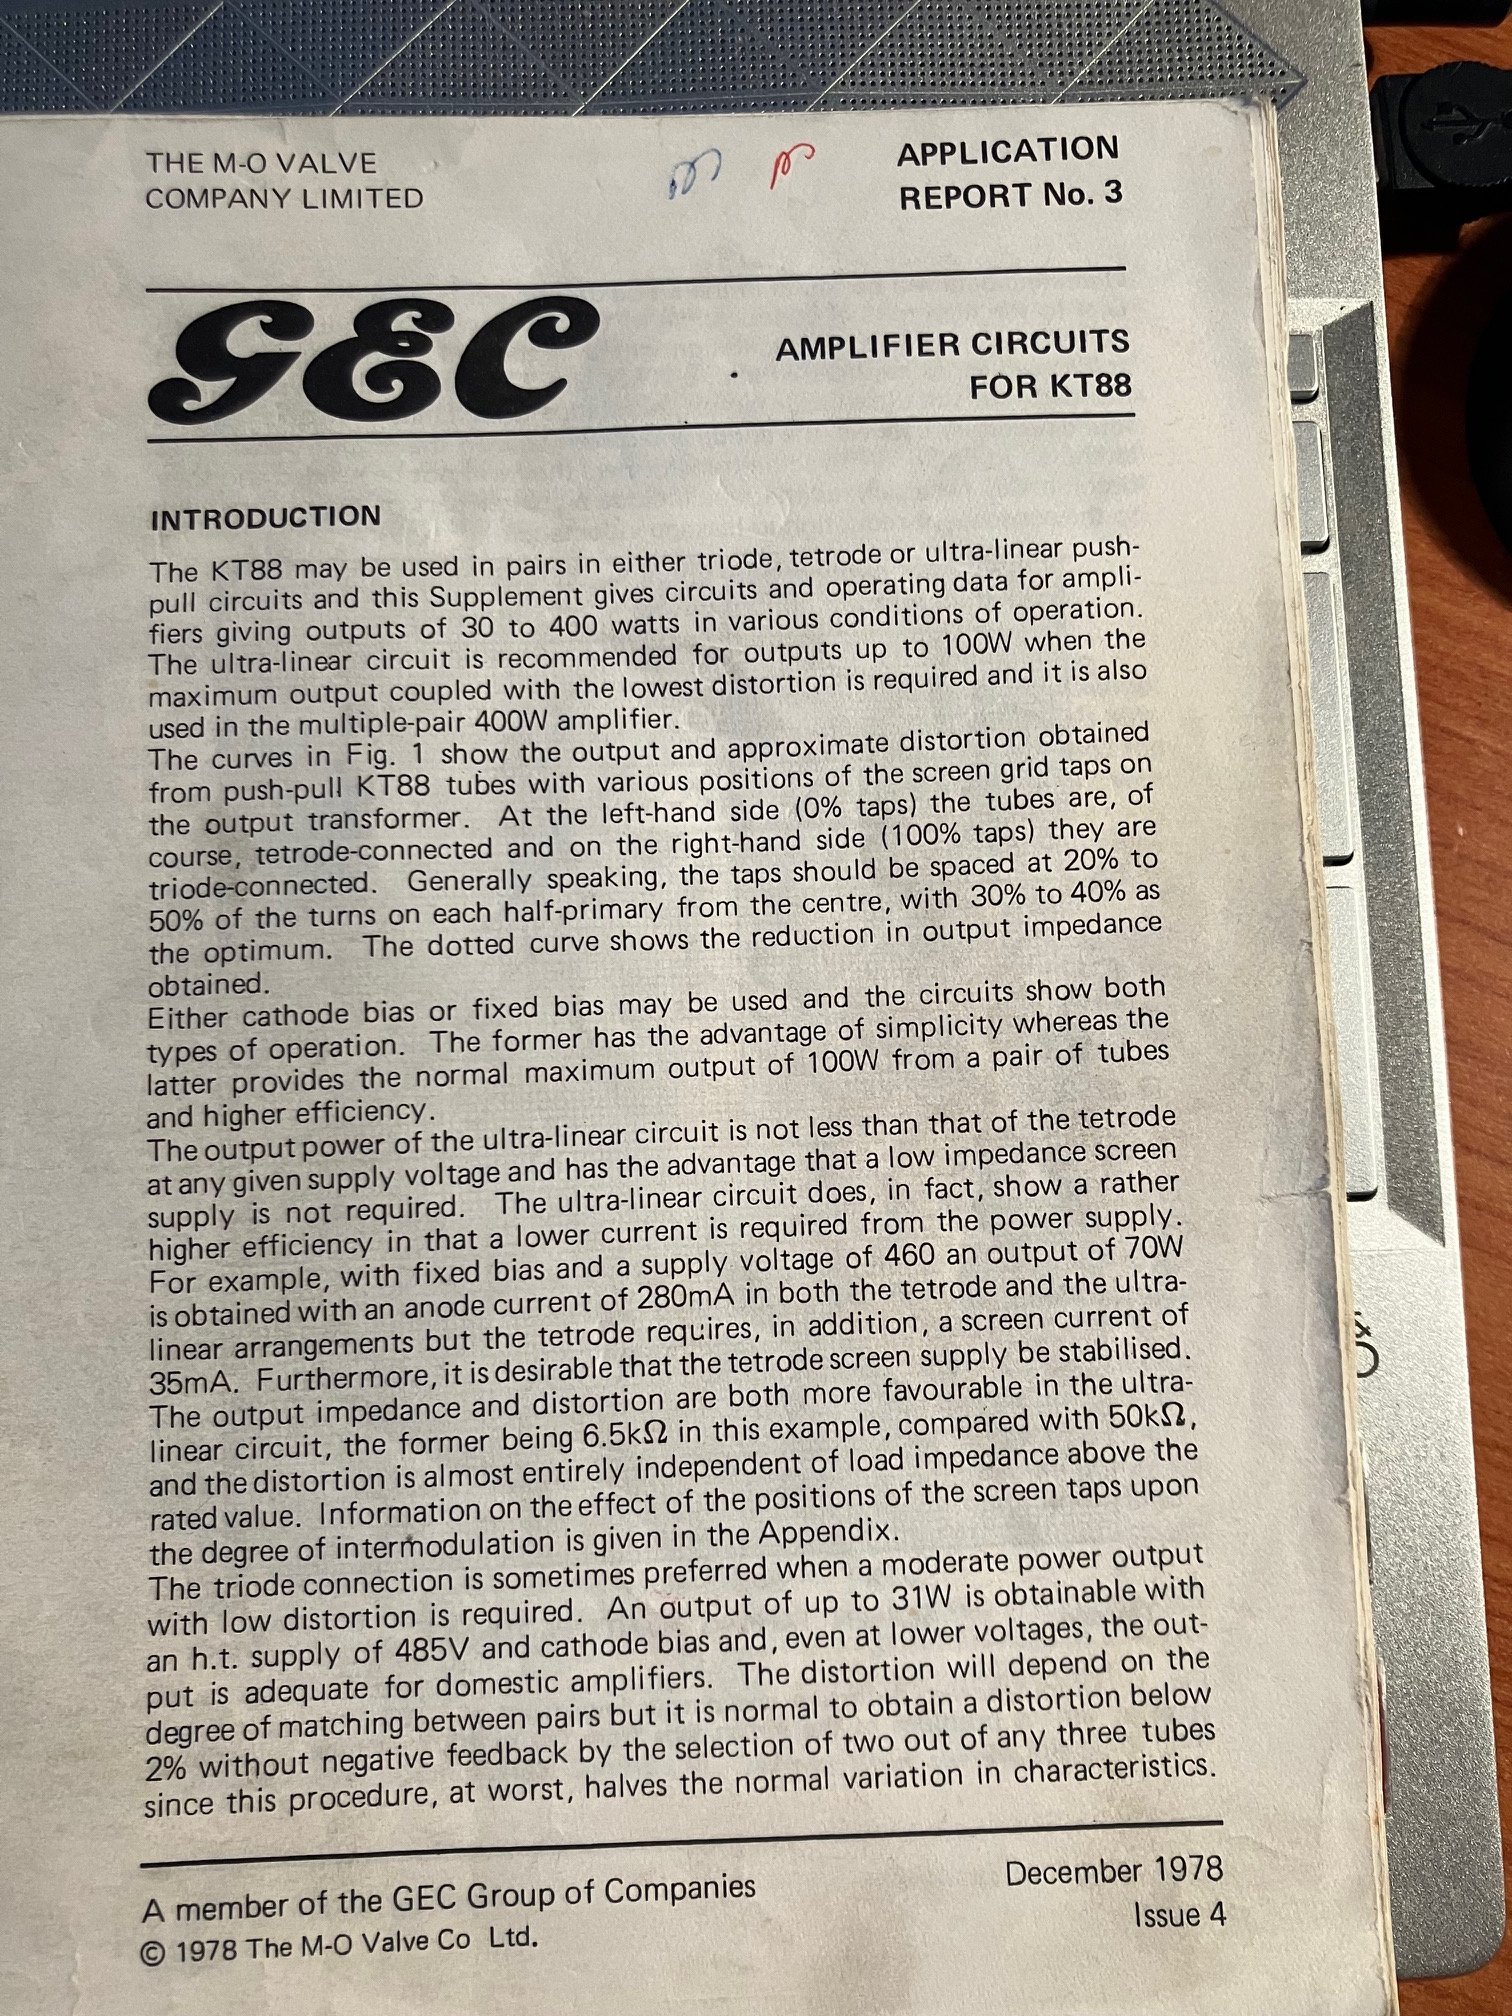 THE M-O VALVE
COMPANY LIMITED
APPLICATION
REPORT No. 3
GEC
AMPLIFIER CIRCUITS
FOR KT88
INTRODUCTION
The KT88 may be used in pairs in either triode, tetrode or ultra-linear push-
pull circuits and this Supplement gives circuits and operating data for ampli-
fiers giving outputs of 30 to 400 watts in various conditions of operation.
The ultra-linear circuit is recommended for outputs up to 100W when the
maximum output coupled with the lowest distortion is required and it is also
used in the multiple-pair 400W amplifier.
The curves in Fig. 1 show the output and approximate distortion obtained
from push-pull KT88 tubes with various positions of the screen grid taps on
the output transformer. At the left-hand side (0% taps) the tubes are, of
course, tetrode-connected and on the right-hand side (100% taps) they are
triode-connected. Generally speaking, the taps should be spaced at 20% to
50% of the turns on each half-primary from the centre, with 30% to 40% as
the optimum. The dotted curve shows the reduction in output impedance
obtained.
Either cathode bias or fixed bias may be used and the circuits show both
types of operation. The former has the advantage of simplicity whereas the
latter provides the normal maximum output of 100W from a pair of tubes
and higher efficiency.
The output power of the ultra-linear circuit is not less than that of the tetrode
at any given supply voltage and has the advantage that a low impedance screen
supply is not required. The ultra-linear circuit does, in fact, show a rather
higher efficiency in that a lower current is required from the power supply.
For example, with fixed bias and a supply voltage of 460 an output of 70W
is obtained with an anode current of 280mA in both the tetrode and the ultra-
linear arrangements but the tetrode requires, in addition, a screen current of
35mA. Furthermore, it is desirable that the tetrode screen supply be stabilised.
The output impedance and distortion are both more favourable in the ultra-
linear circuit, the former being 6.5kΩ in this example, compared with 50kΩ,
and the distortion is almost entirely independent of load impedance above the
rated value. Information on the effect of the positions of the screen taps upon
the degree of intermodulation is given in the Appendix.
The triode connection is sometimes preferred when a moderate power output
with low distortion is required. An output of up to 31W is obtainable with
an h.t. supply of 485V and cathode bias and, even at lower voltages, the out-
put is adequate for domestic amplifiers. The distortion will depend on the
degree of matching between pairs but it is normal to obtain a distortion below
2% without negative feedback by the selection of two out of any three tubes
since this procedure, at worst, halves the normal variation in characteristics.
A member of the GEC Group of Companies
© 1978 The M-O Valve Co Ltd.
December 1978
Issue 4